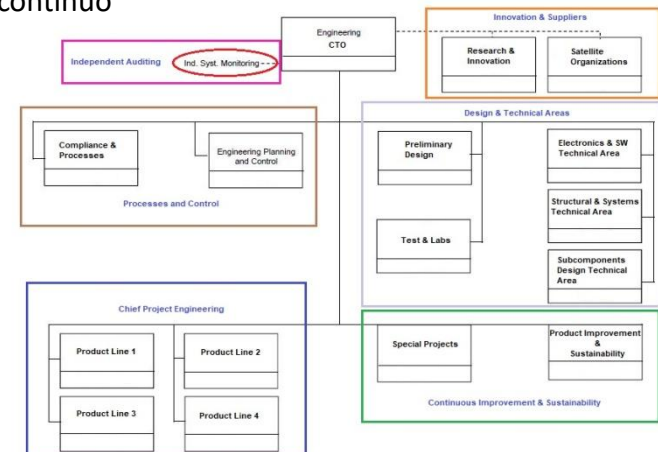 continuo
Engineering
CTO
Innovation & Suppliers
Research &
Innovation
Satellite
Organizations
Independent Auditing
Ind. Syst. Monitoring
Compliance &
Processes
Engineering Planning
and Control
Processes and Control
Design & Technical Areas
Preliminary
Design
Electronics & SW
Technical Area
Structural & Systems
Technical Area
Test & Labs
Subcomponents
Design Technical
Area
Chief Project Engineering
Product Line 1
Product Line 2
Product Line 3
Product Line 4
Special Projects
Product Improvement
&
Sustainability
Continuous Improvement & Sustainability